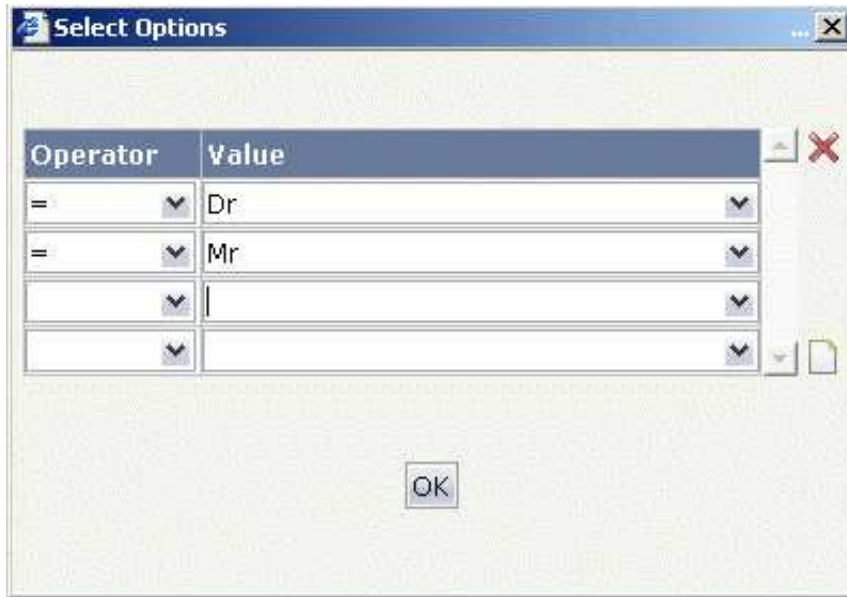 Select Options ...
Operator Value
= Dr
= Mr
OK